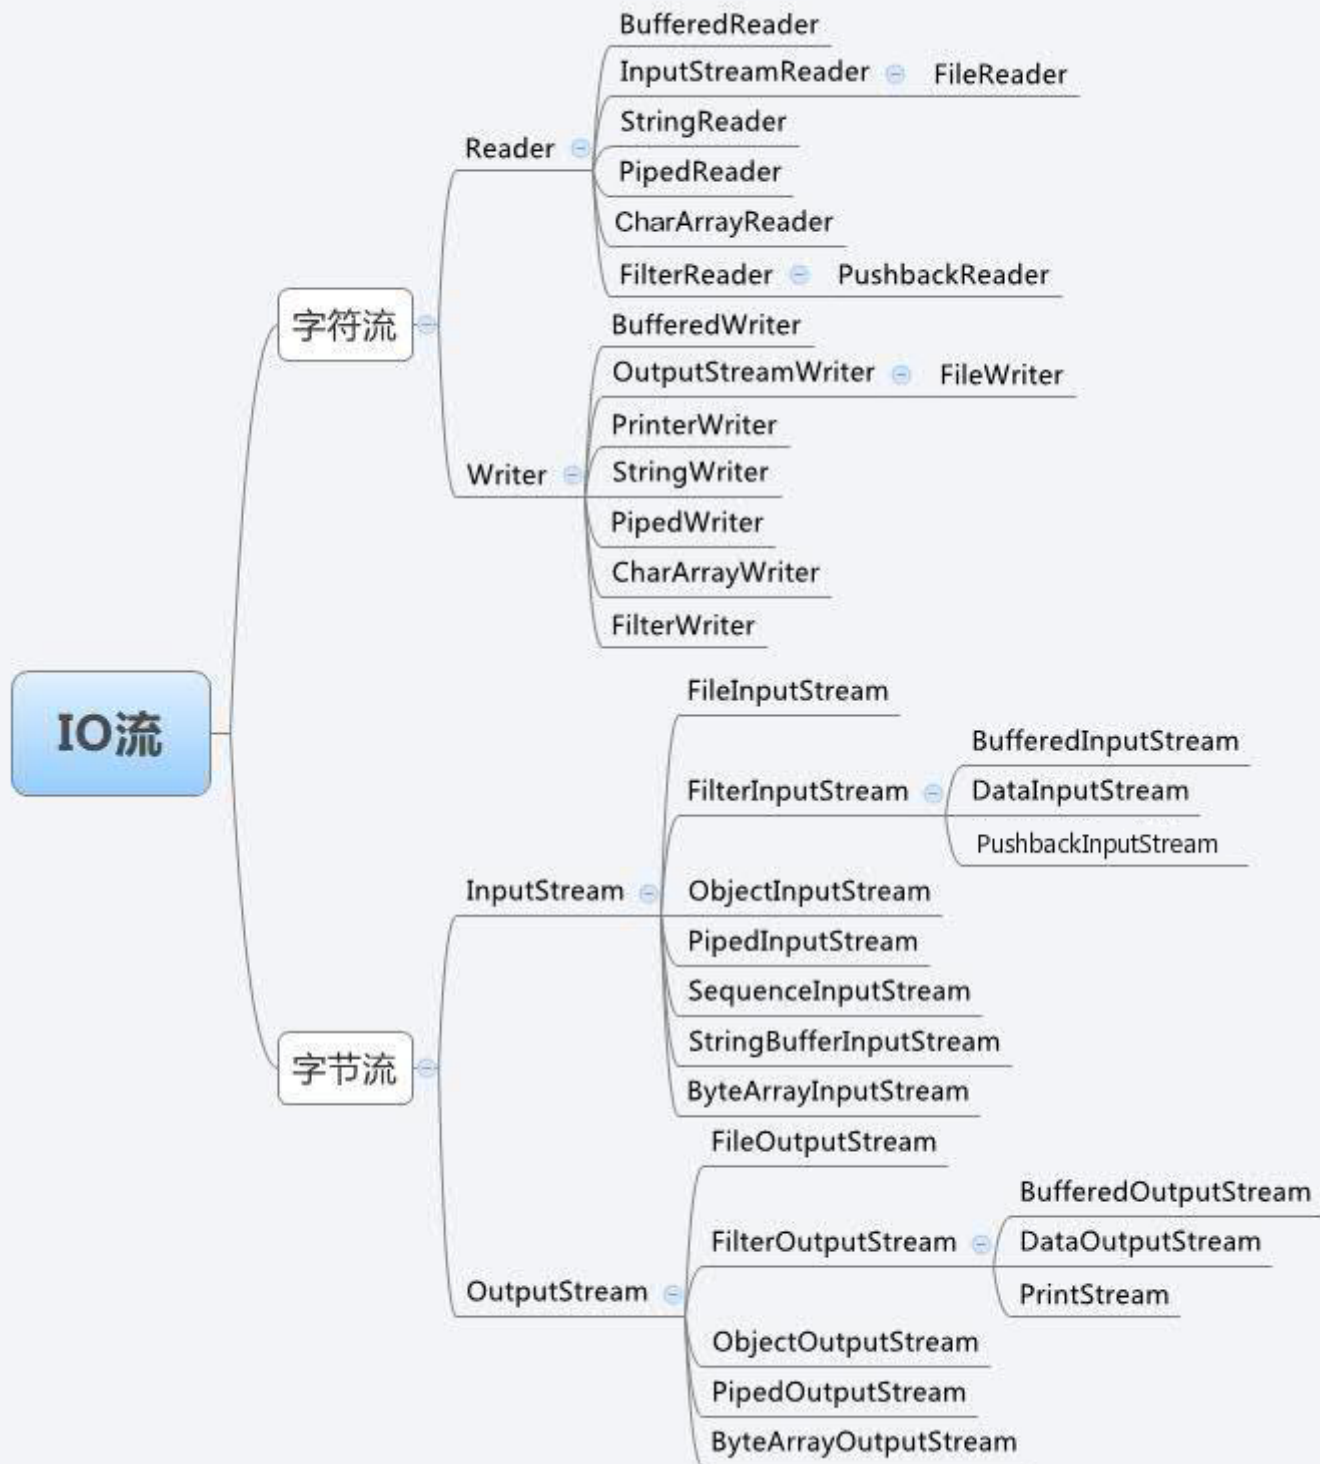 BufferedReader
InputStreamReader FileReader
StringReader
Reader
PipedReader
CharArrayReader
FilterReader PushbackReader
字符流
BufferedWriter
OutputStreamWriter FileWriter
PrinterWriter
Writer
StringWriter
PipedWriter
CharArrayWriter
FilterWriter
IO流
FileInputStream
BufferedInputStream
FilterInputStream
DataInputStream
PushbackInputStream
InputStream
ObjectInputStream
PipedInputStream
SequenceInputStream
StringBufferInputStream
字节流
ByteArrayInputStream
FileOutputStream
BufferedOutputStream
FilterOutputStream
DataOutputStream
PrintStream
OutputStream
ObjectOutputStream
PipedOutputStream
ByteArrayOutputStream